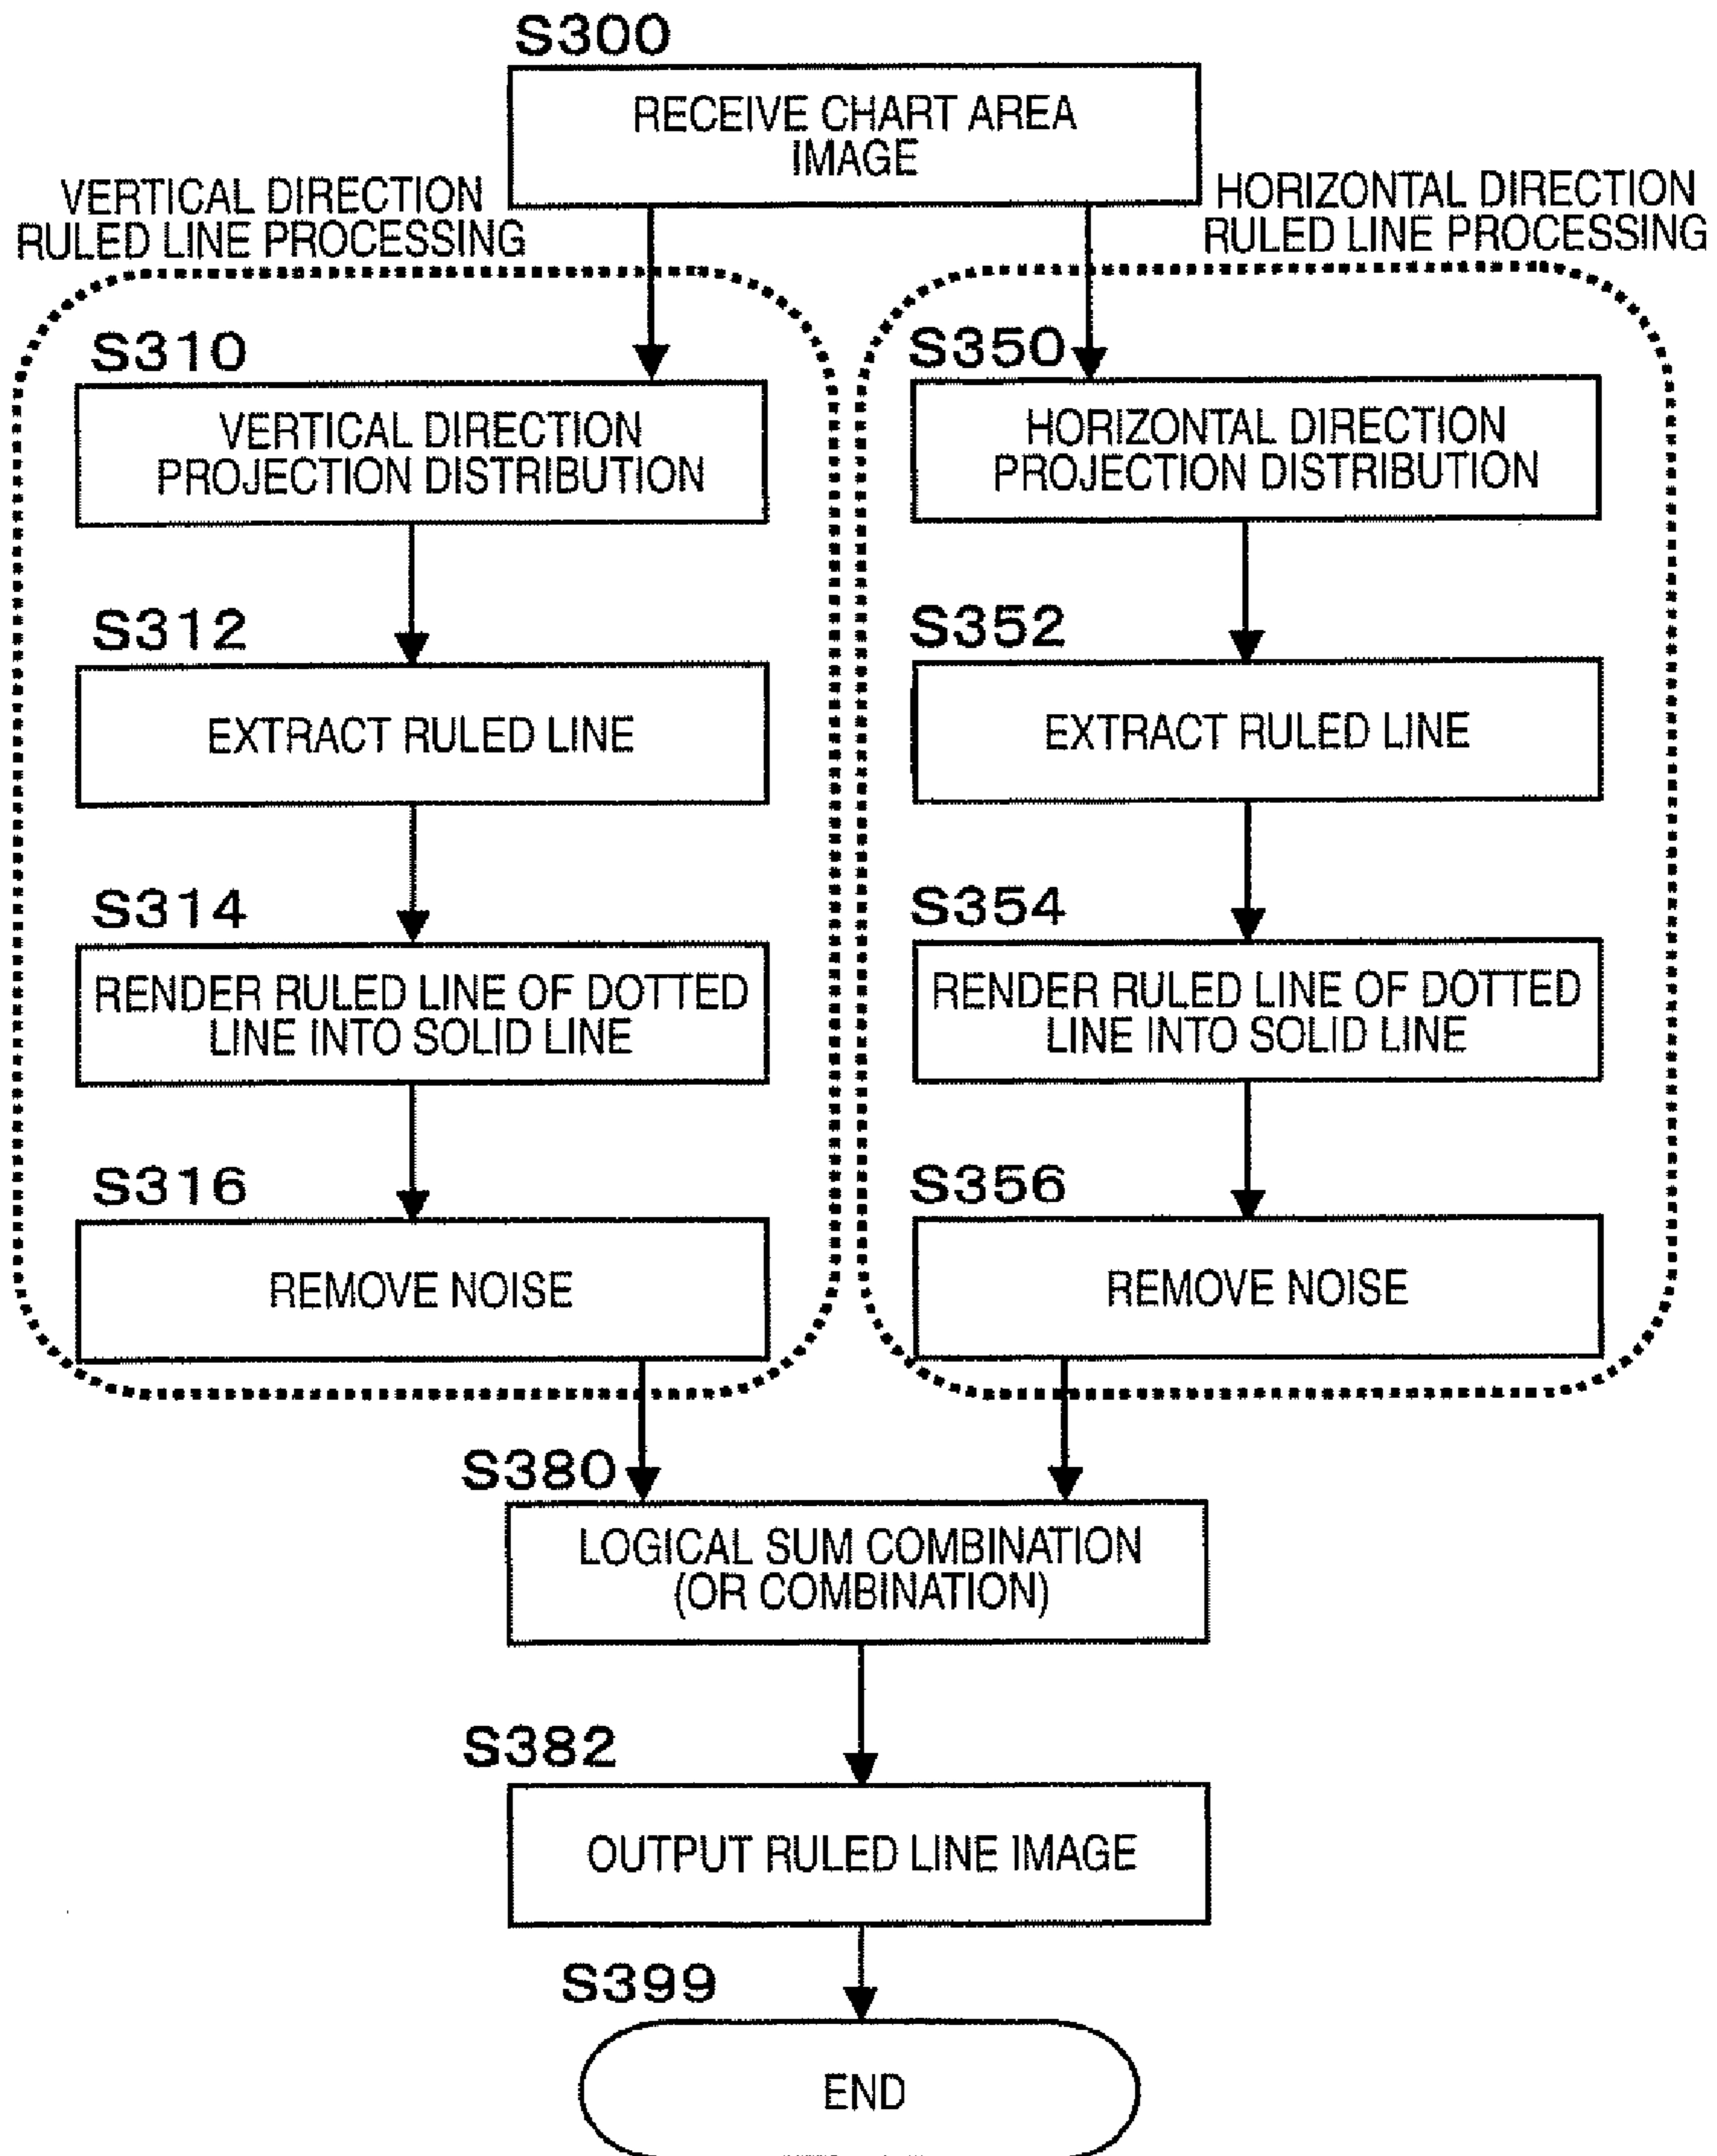 S300
RECEIVE CHART AREA
IMAGE
VERTICAL DIRECTION
RULED LINE PROCESSING
HORIZONTAL DIRECTION
RULED LINE PROCESSING
S310
VERTICAL DIRECTION
PROJECTION DISTRIBUTION
S312
EXTRACT RULED LINE
S314
RENDER RULED LINE OF DOTTED
LINE INTO SOLID LINE
S316
REMOVE NOISE
S350
HORIZONTAL DIRECTION
PROJECTION DISTRIBUTION
S352
EXTRACT RULED LINE
S354
RENDER RULED LINE OF DOTTED
LINE INTO SOLID LINE
S356
REMOVE NOISE
S380
LOGICAL SUM COMBINATION
(OR COMBINATION)
S382
OUTPUT RULED LINE IMAGE
S399
END